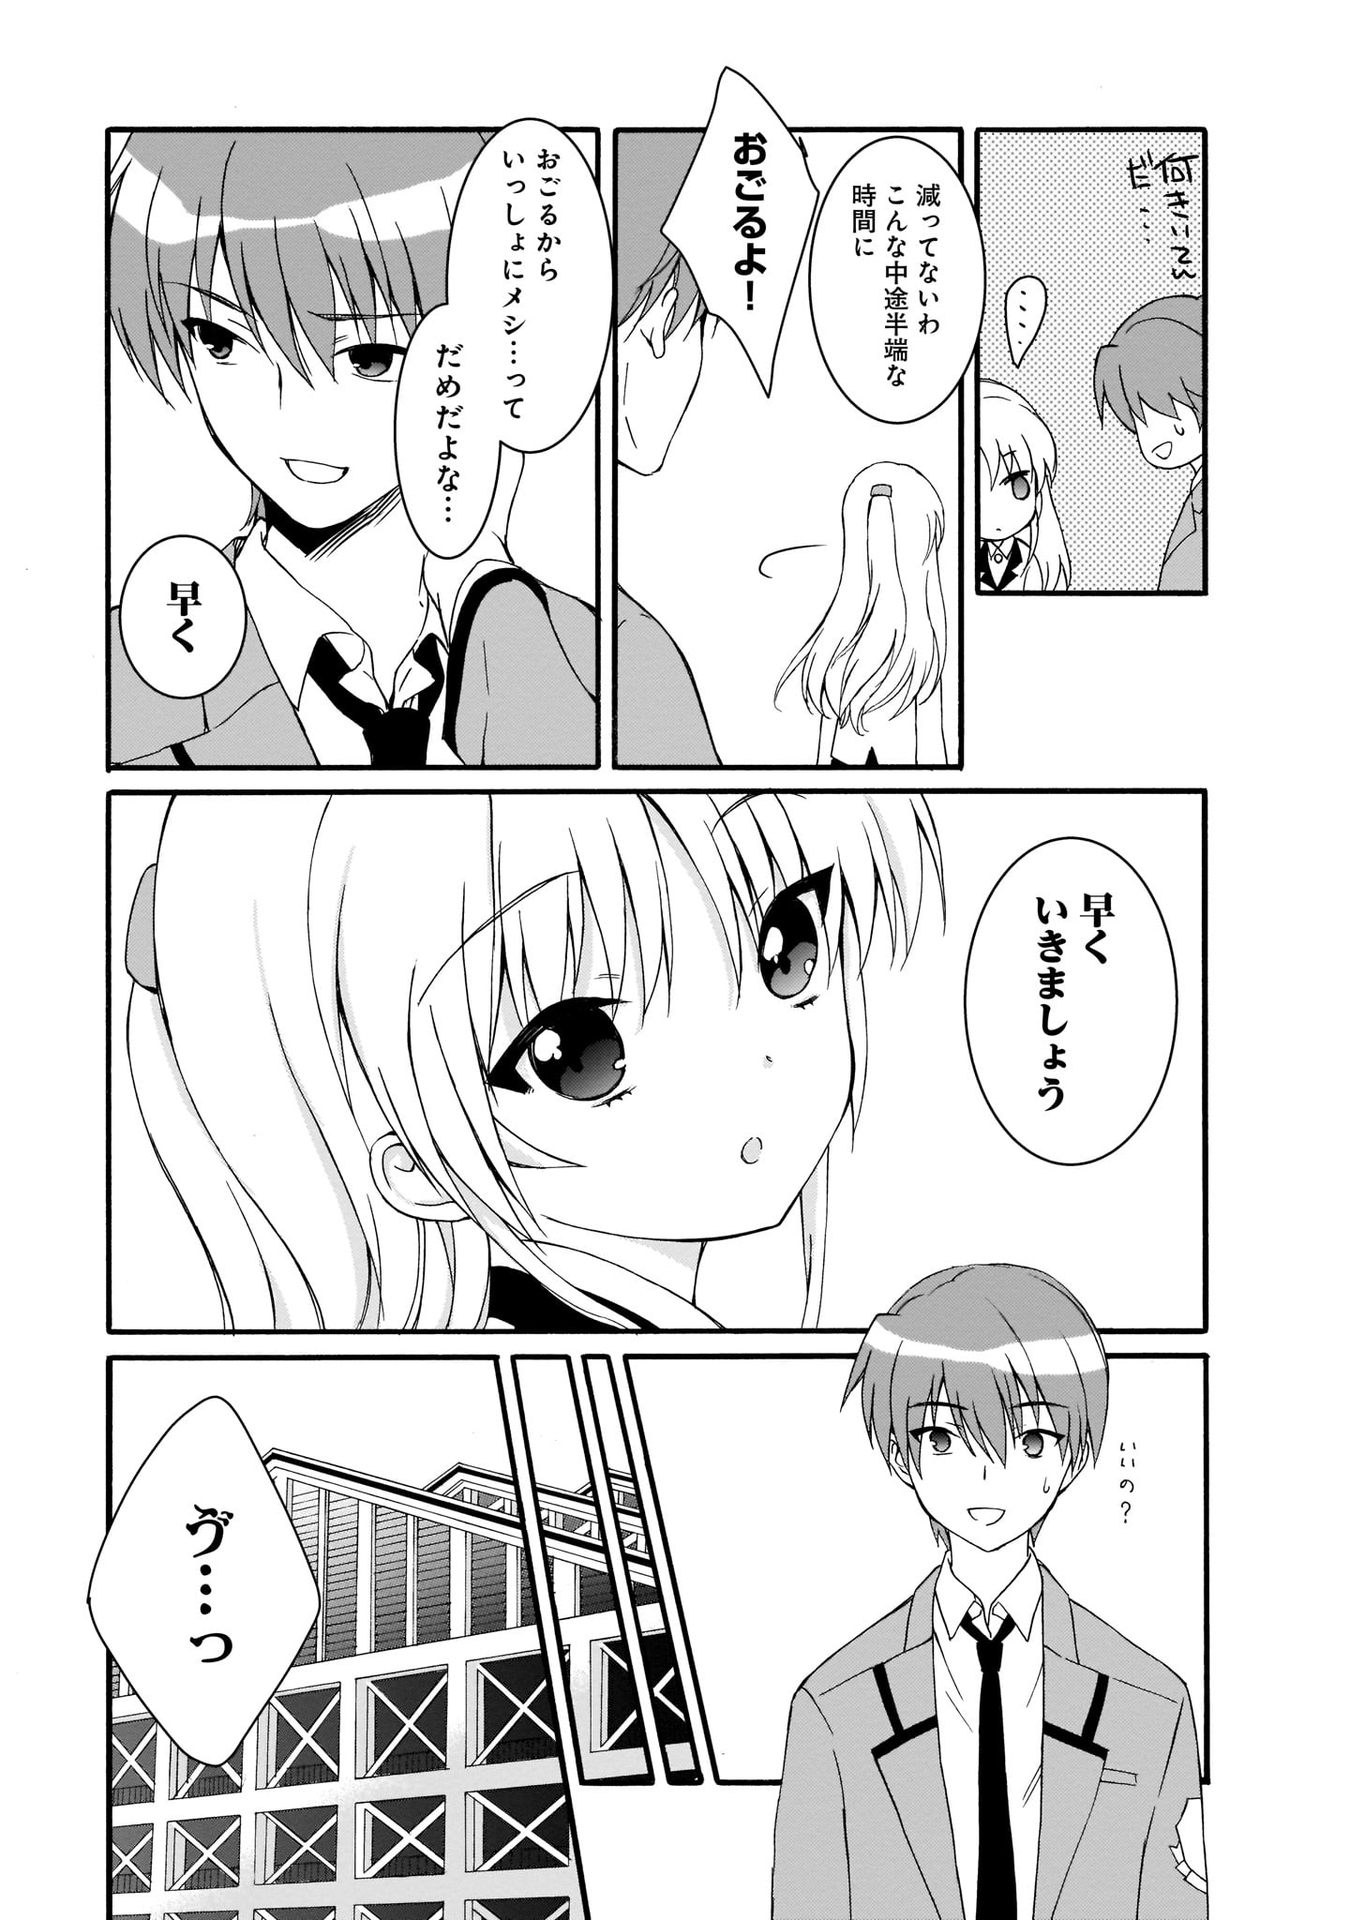 何きいてんだ……
……
減ってないわ
こんな中途半端な
時間に
おごるよ！
おごるから
いっしょにメシ…って
だめだよな…
早く
早く
いきましょう
いいの？
ヴ…っ